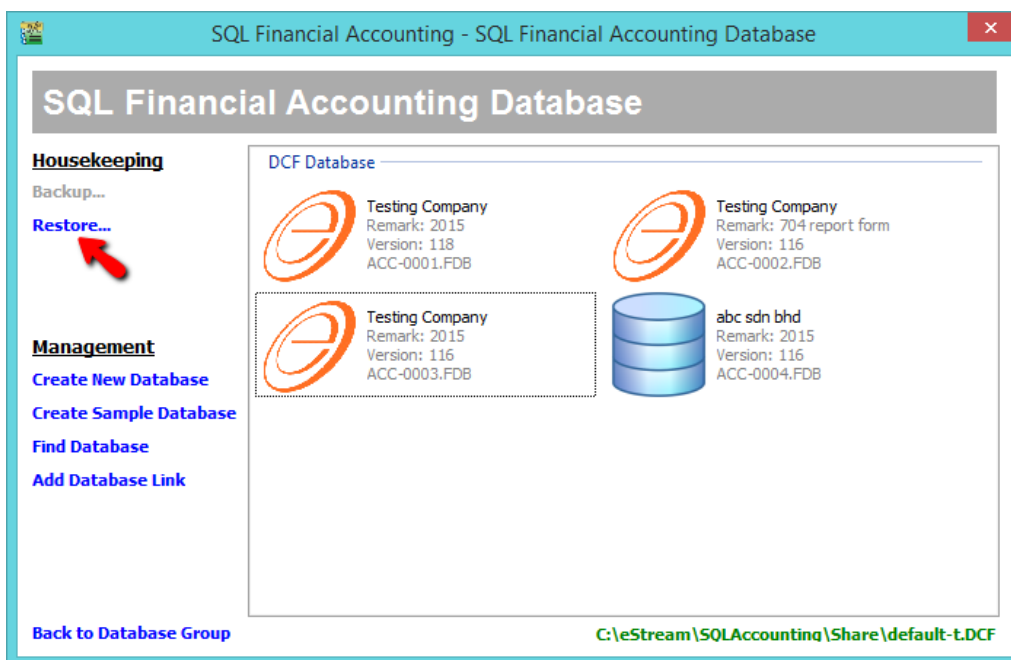 SQL Financial Accounting - SQL Financial Accounting Database
SQL Financial Accounting Database
Housekeeping
Backup...
Restore...
Management
Create New Database
Create Sample Database
Find Database
Add Database Link
Back to Database Group
DCF Database
Testing Company
Remark: 2015
Version: 118
ACC-0001.FDB
Testing Company
Remark: 704 report form
Version: 116
ACC-0002.FDB
Testing Company
Remark: 2015
Version: 116
ACC-0003.FDB
abc sdn bhd
Remark: 2015
Version: 116
ACC-0004.FDB
C:\eStream\SQLAccounting\Share\default-t.DCF